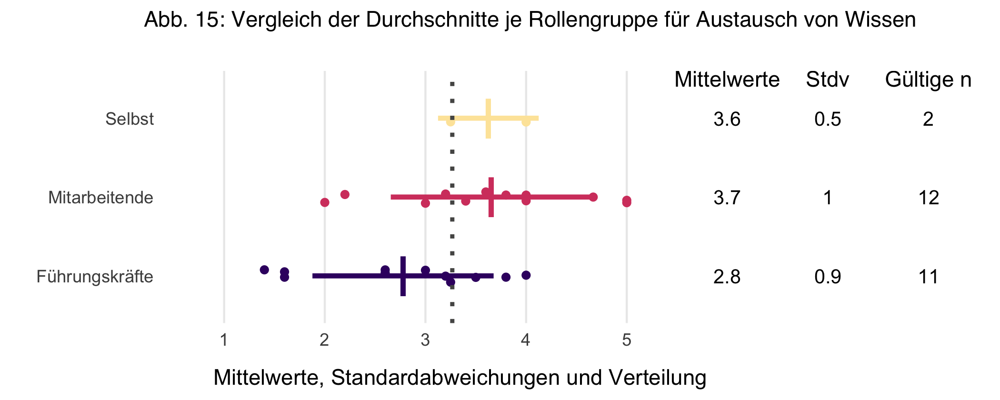 Abb. 15: Vergleich der Durchschnitte je Rollengruppe für Austausch von Wissen
Mittelwerte Stdv Gültige n
Selbst 3.6 0.5 2
Mitarbeitende 3.7 1 12
Führungskräfte 2.8 0.9 11
1 2 3 4 5
Mittelwerte, Standardabweichungen und Verteilung